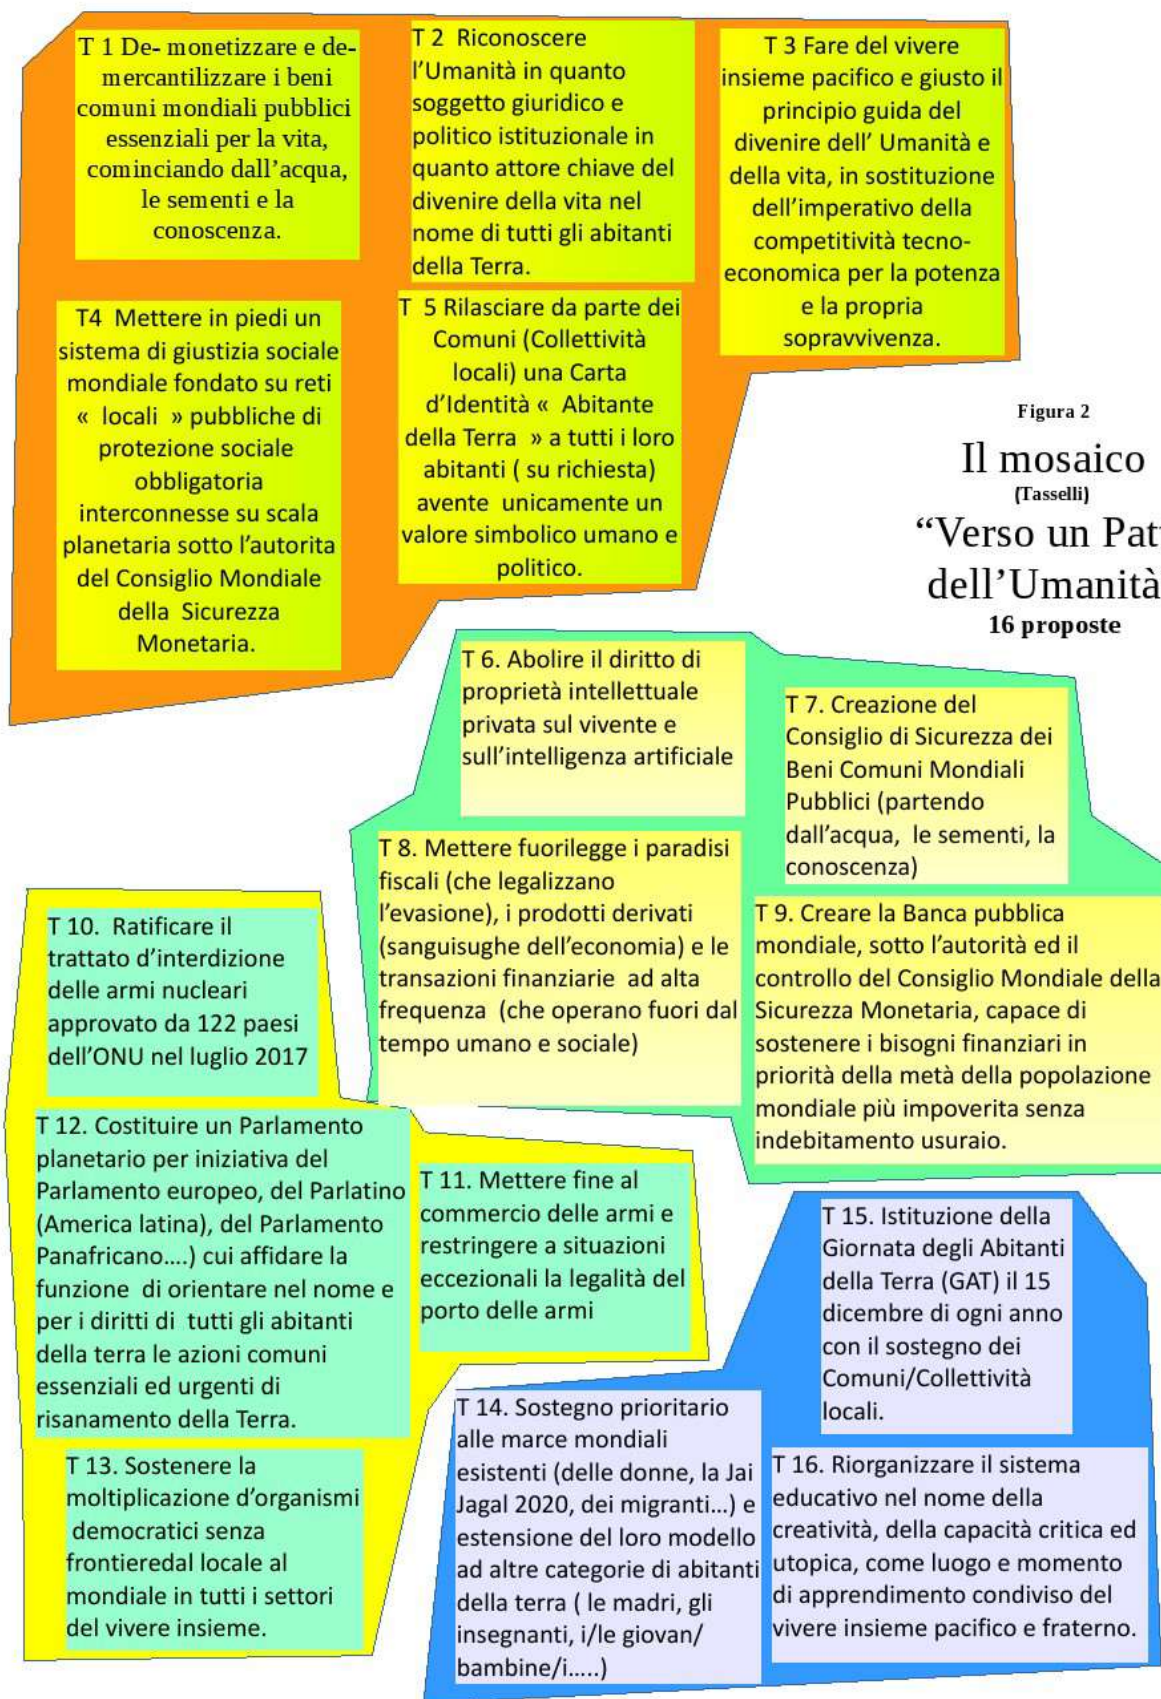 T 1 De- monetizzare e de-
mercantilizzare i beni
comuni mondiali pubblici
essenziali per la vita,
cominciando dall'acqua,
le sementi e la
conoscenza.
T 2 Riconoscere
l'Umanità in quanto
soggetto giuridico e
politico istituzionale in
quanto attore chiave del
divenire della vita nel
nome di tutti gli abitanti
della Terra.
T 3 Fare del vivere
insieme pacifico e giusto il
principio guida del
divenire dell' Umanità e
della vita, in sostituzione
dell'imperativo della
competitività tecno-
economica per la potenza
e la propria
sopravvivenza.
T4 Mettere in piedi un
sistema di giustizia sociale
mondiale fondato su reti
« locali » pubbliche di
protezione sociale
obbligatoria
interconnesse su scala
planetaria sotto l'autorita
del Consiglio Mondiale
della Sicurezza
Monetaria.
T 5 Rilasciare da parte dei
Comuni (Collettività
locali) una Carta
d'Identità « Abitante
della Terra » a tutti i loro
abitanti ( su richiesta)
avente unicamente un
valore simbolico umano e
politico.
Figura 2
Il mosaico
(Tasselli)
“Verso un Pat
dell’Umanità
16 proposte
T 6. Abolire il diritto di
proprietà intellettuale
privata sul vivente e
sull'intelligenza artificiale
T 7. Creazione del
Consiglio di Sicurezza dei
Beni Comuni Mondiali
Pubblici (partendo
dall'acqua, le sementi, la
conoscenza)
T 8. Mettere fuorilegge i paradisi
fiscali (che legalizzano
l'evasione), i prodotti derivati
(sanguisughe dell'economia) e le
transazioni finanziarie ad alta
frequenza (che operano fuori dal
tempo umano e sociale)
T 9. Creare la Banca pubblica
mondiale, sotto l'autorità ed il
controllo del Consiglio Mondiale della
Sicurezza Monetaria, capace di
sostenere i bisogni finanziari in
priorità della metà della popolazione
mondiale più impoverita senza
indebitamento usuraio.
T 10. Ratificare il
trattato d'interdizione
delle armi nucleari
approvato da 122 paesi
dell'ONU nel luglio 2017
T 12. Costituire un Parlamento
planetario per iniziativa del
Parlamento europeo, del Parlatino
(America latina), del Parlamento
Panafricano....) cui affidare la
funzione di orientare nel nome e
per i diritti di tutti gli abitanti
della terra le azioni comuni
essenziali ed urgenti di
risanamento della Terra.
T 11. Mettere fine al
commercio delle armi e
restringere a situazioni
eccezionali la legalità del
porto delle armi
T 13. Sostenere la
moltiplicazione d'organismi
democratici senza
frontieredal locale al
mondiale in tutti i settori
del vivere insieme.
T 15. Istituzione della
Giornata degli Abitanti
della Terra (GAT) il 15
dicembre di ogni anno
con il sostegno dei
Comuni/Collettività
locali.
T 14. Sostegno prioritario
alle marce mondiali
esistenti (delle donne, la Jai
Jagal 2020, dei migranti…) e
estensione del loro modello
ad altre categorie di abitanti
della terra ( le madri, gli
insegnanti, i/le giovan/
bambine/i…..)
T 16. Riorganizzare il sistema
educativo nel nome della
creatività, della capacità critica ed
utopica, come luogo e momento
di apprendimento condiviso del
vivere insieme pacifico e fraterno.